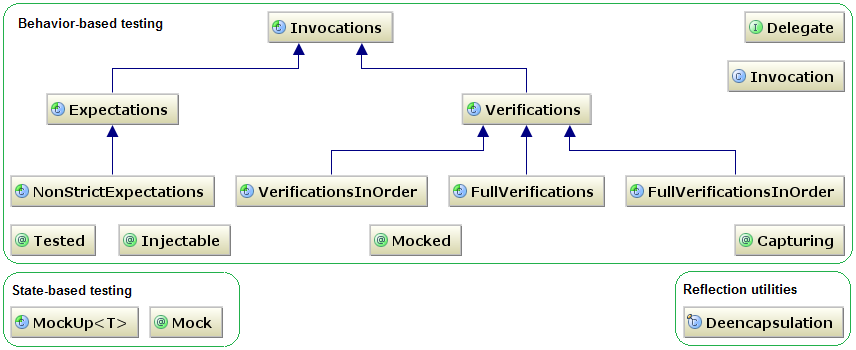 Behavior-based testing
Invocations
Delegate
Invocation
Expectations
Verifications
NonStrictExpectations
VerificationsInOrder
FullVerifications
FullVerificationsInOrder
@ Tested
@ Injectable
@ Mocked
@ Capturing
State-based testing
MockUp<T>
@ Mock
Reflection utilities
Deencapsulation